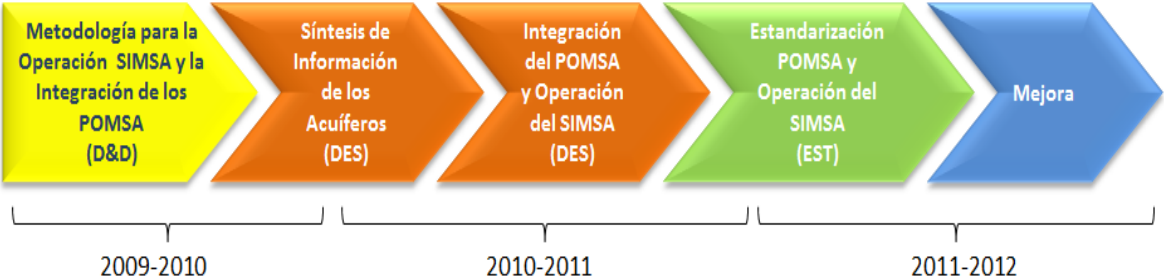 Metodología para la
Operación SIMSA y la
Integración de los
POMSA
(D&D)
Síntesis de
Información
de los
Acuíferos
(DES)
Integración
del POMSA
y Operación
del SIMSA
(DES)
Estandarización
POMSA y
Operación del
SIMSA
(EST)
Mejora
2009-2010
2010-2011
2011-2012